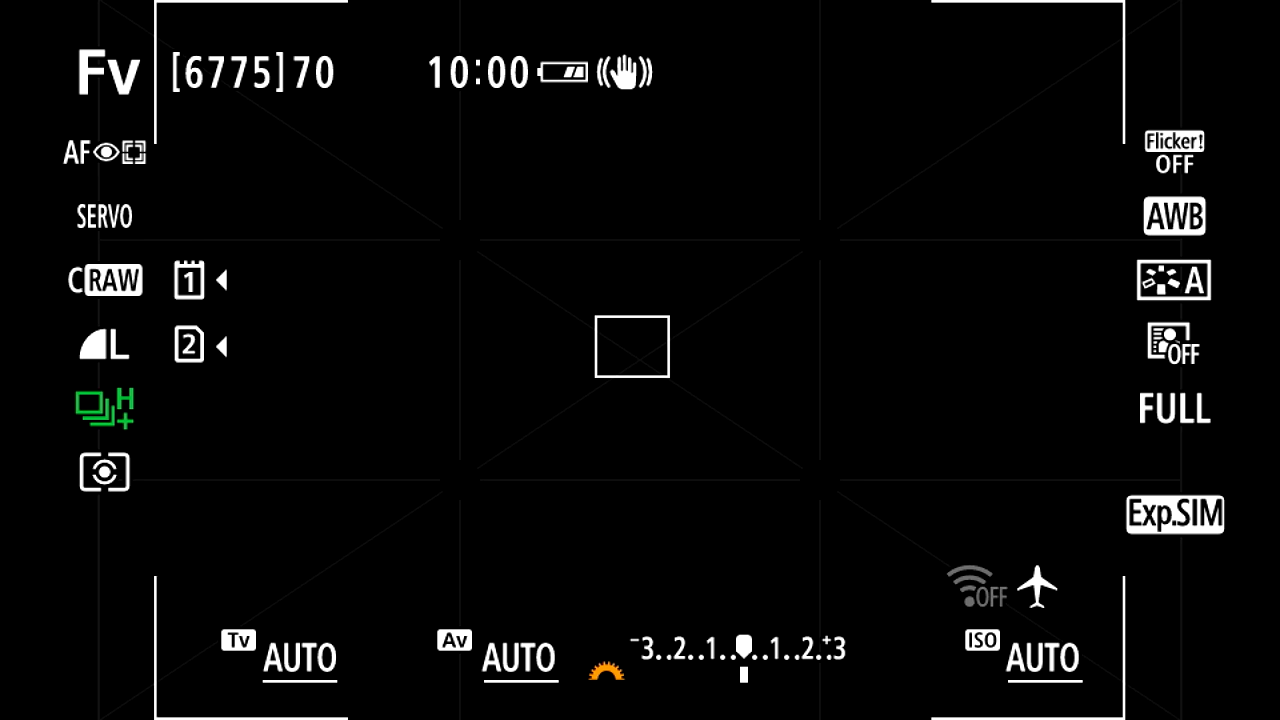 Fv [6775]70 10:00
AF
Flicker!
OFF
SERVO
AWB
CRAW 1
A
L 2
OFF
H+
FULL
Exp.SIM
OFF
Tv AUTO
Av AUTO
-3..2..1.. ..1..2..+3
ISO AUTO